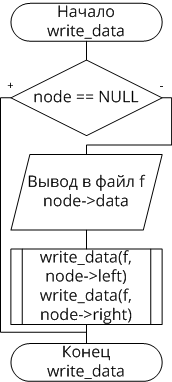 Начало
write_data
+
-
node == NULL
Вывод в файл f
node->data
write_data(f,
node->left)
write_data(f,
node->right)
Конец
write_data